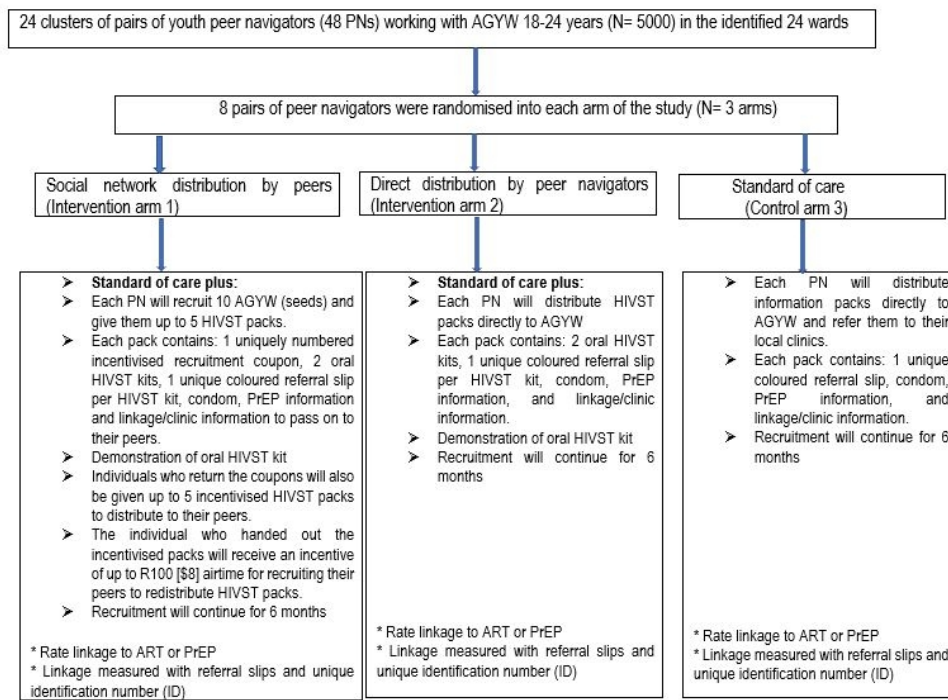 24 clusters of pairs of youth peer navigators (48 PNs) working with AGYW 18-24 years (N= 5000) in the identified 24 wards
8 pairs of peer navigators were randomised into each arm of the study (N= 3 arms)
Social network distribution by peers
(Intervention arm 1)
Direct distribution by peer navigators
(Intervention arm 2)
Standard of care
(Control arm 3)
➤ Standard of care plus:
➤ Each PN will recruit 10 AGYW (seeds) and
give them up to 5 HIVST packs.
➤ Each pack contains: 1 uniquely numbered
incentivised recruitment coupon, 2 oral
HIVST kits, 1 unique coloured referral slip
per HIVST kit, condom, PrEP information
and linkage/clinic information to pass on to
their peers.
➤ Demonstration of oral HIVST kit
➤ Individuals who return the coupons will also
be given up to 5 incentivised HIVST packs
to distribute to their peers.
➤ The individual who handed out the
incentivised packs will receive an incentive
of up to R100 [$8] airtime for recruiting their
peers to redistribute HIVST packs.
➤ Recruitment will continue for 6 months
* Rate linkage to ART or PrEP
* Linkage measured with referral slips and unique
identification number (ID)
➤ Standard of care plus:
➤ Each PN will distribute HIVST
packs directly to AGYW
➤ Each pack contains: 2 oral HIVST
kits, 1 unique coloured referral slip
per HIVST kit, condom, PrEP
information, and linkage/clinic
information.
➤ Demonstration of oral HIVST kit
➤ Recruitment will continue for 6
months
* Rate linkage to ART or PrEP
* Linkage measured with referral slips and
unique identification number (ID)
➤ Each PN will distribute
information packs directly to
AGYW and refer them to their
local clinics.
➤ Each pack contains: 1 unique
coloured referral slip, condom,
PrEP information, and
linkage/clinic information.
➤ Recruitment will continue for 6
months
* Rate linkage to ART or PrEP
* Linkage measured with referral slips and
unique identification number (ID)